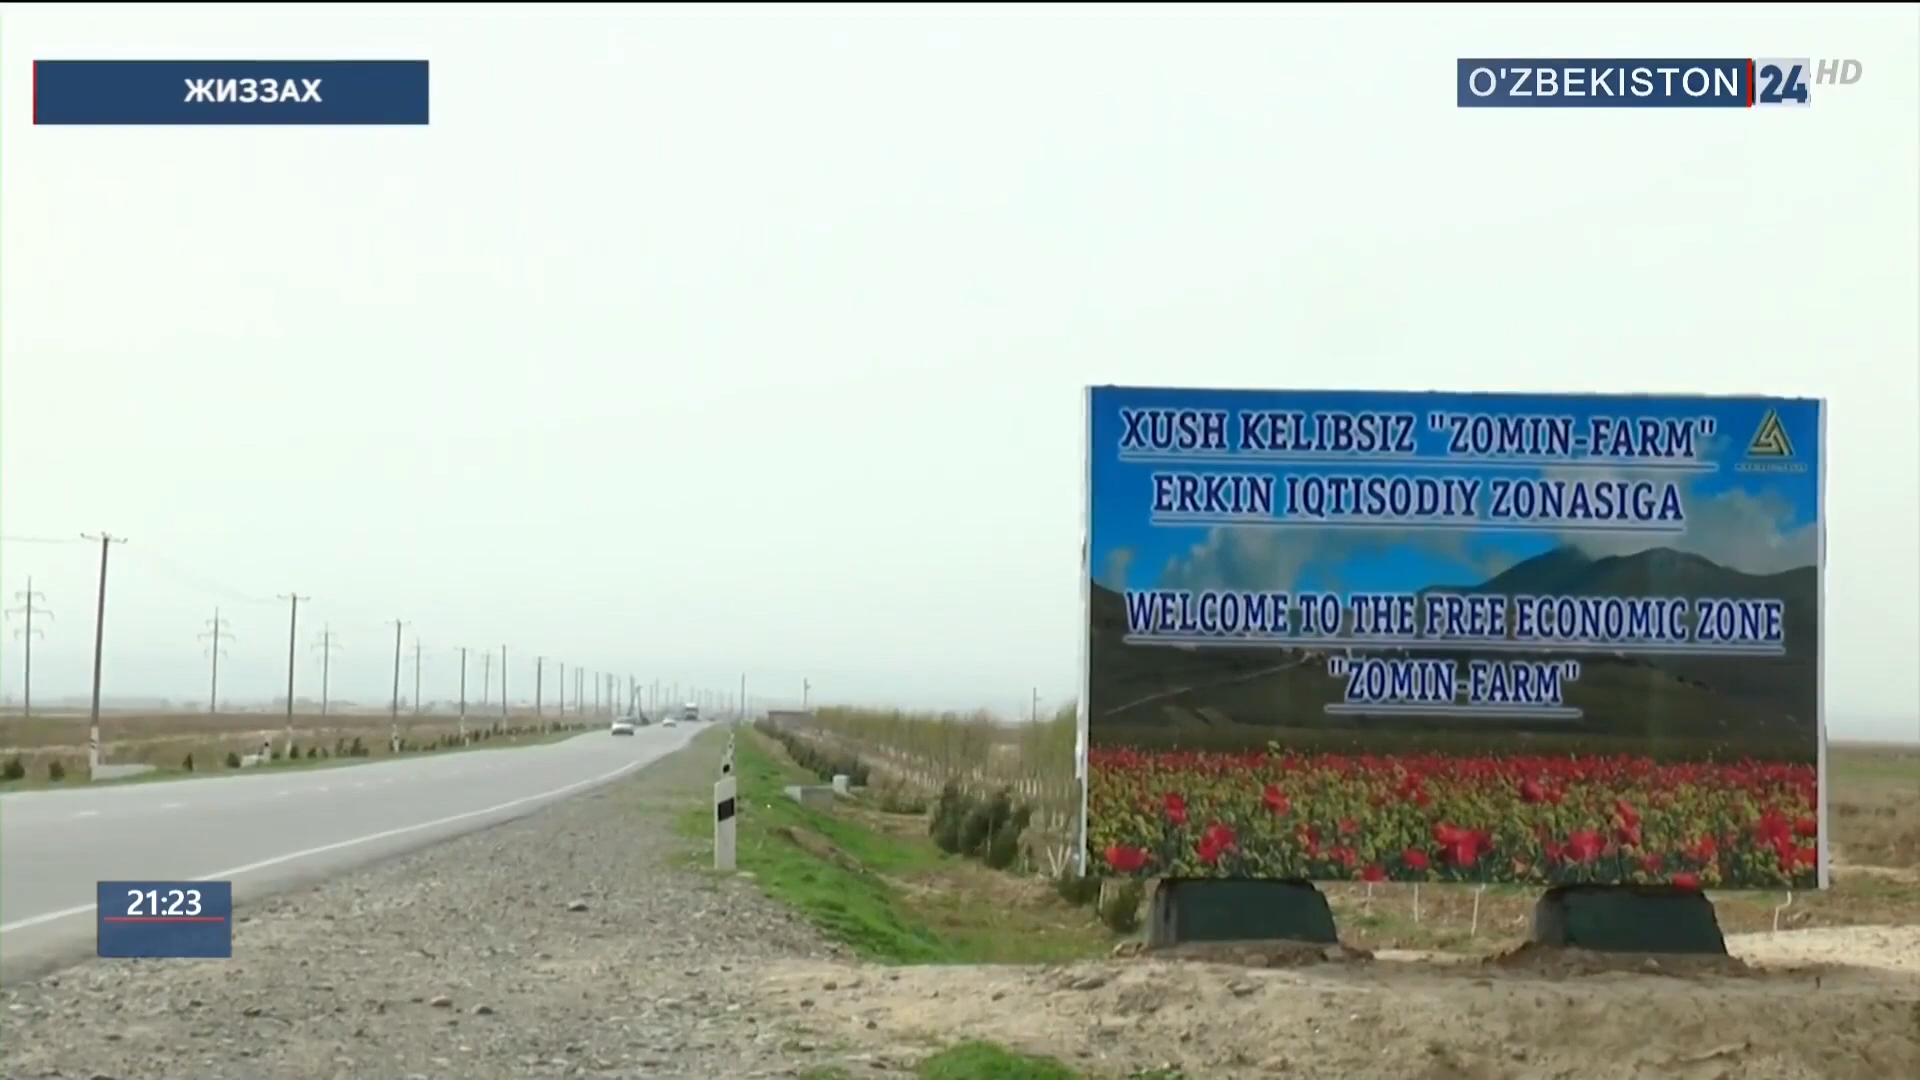 ЖИЗЗАХ
O'ZBEKISTON 24 HD
XUSH KELIBSIZ "ZOMIN-FARM"
ERKIN IQTISODIY ZONASIGA
WELCOME TO THE FREE ECONOMIC ZONE
"ZOMIN-FARM"
21:23